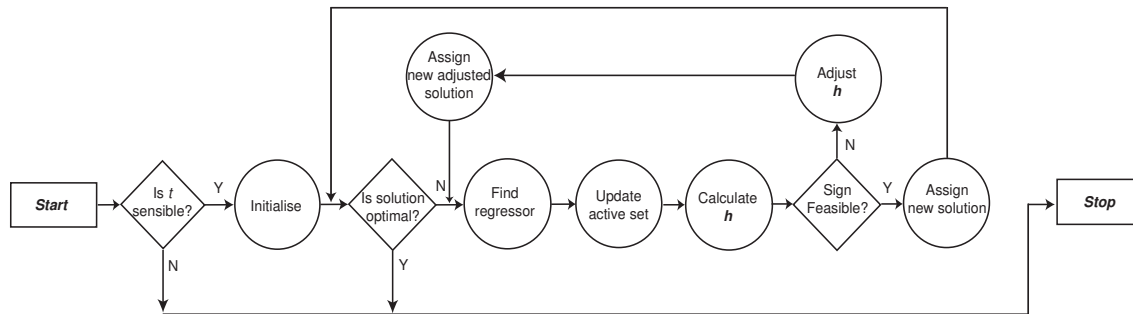 Assign
new adjusted
solution
Adjust
h
N
N
Start
Is t
sensible?
Y
Initialise
Is solution
optimal?
Find
regressor
Update
active set
Calculate
h
Sign
Feasible?
Y
Assign
new solution
Stop
N
Y